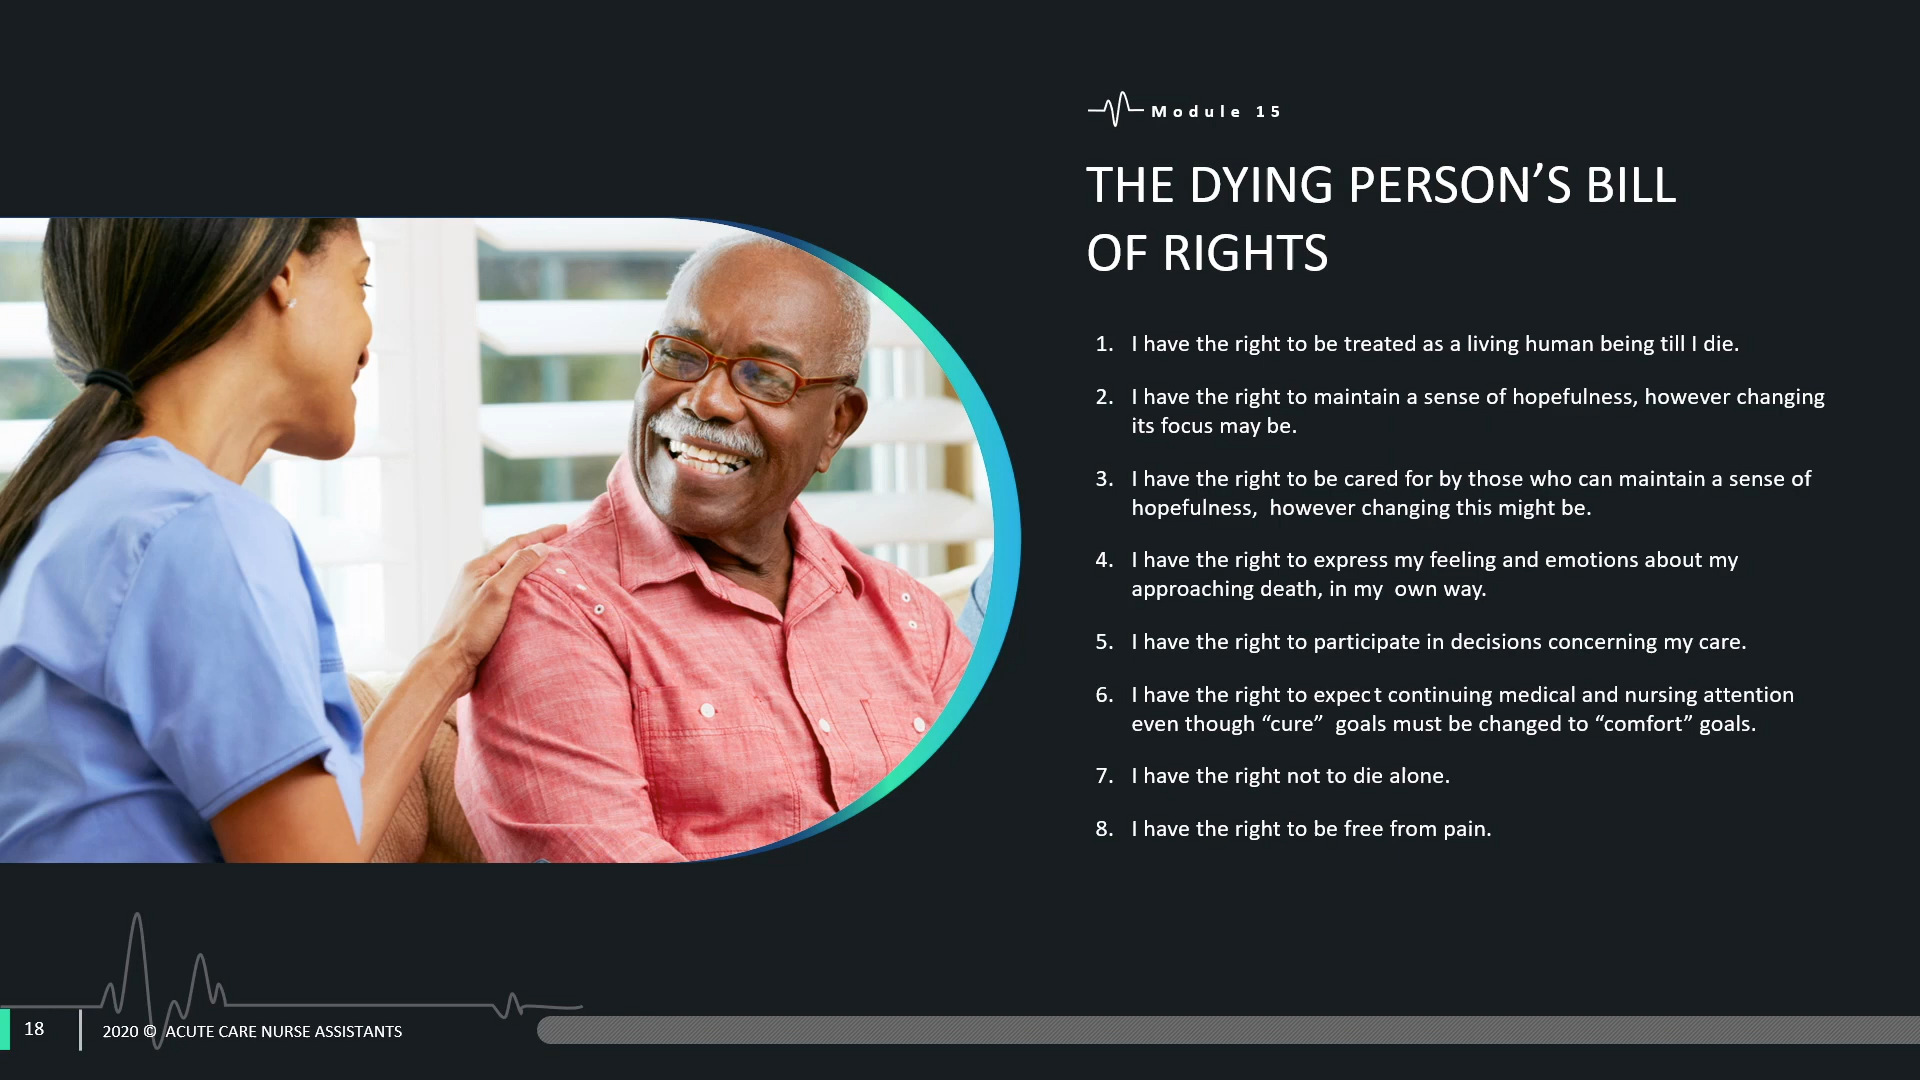 Module 15
THE DYING PERSON’S BILL
OF RIGHTS
1. I have the right to be treated as a living human being till I die.
2. I have the right to maintain a sense of hopefulness, however changing
its focus may be.
3. I have the right to be cared for by those who can maintain a sense of
hopefulness,  however changing this might be.
4. I have the right to express my feeling and emotions about my
approaching death, in my  own way.
5. I have the right to participate in decisions concerning my care.
6. I have the right to expect continuing medical and nursing attention
even though “cure”  goals must be changed to “comfort” goals.
7. I have the right not to die alone.
8. I have the right to be free from pain.
18
2020 ©  ACUTE CARE NURSE ASSISTANTS